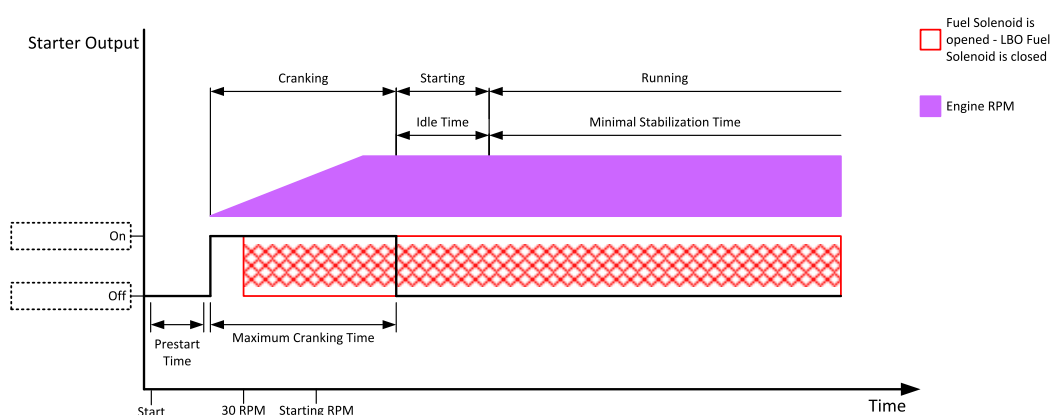 Starter Output
Fuel Solenoid is
opened - LBO Fuel
Solenoid is closed
Cranking
Starting
Running
Engine RPM
Idle Time
Minimal Stabilization Time
On
Off
Prestart
Time
Maximum Cranking Time
Start
30 RPM
Starting RPM
Time